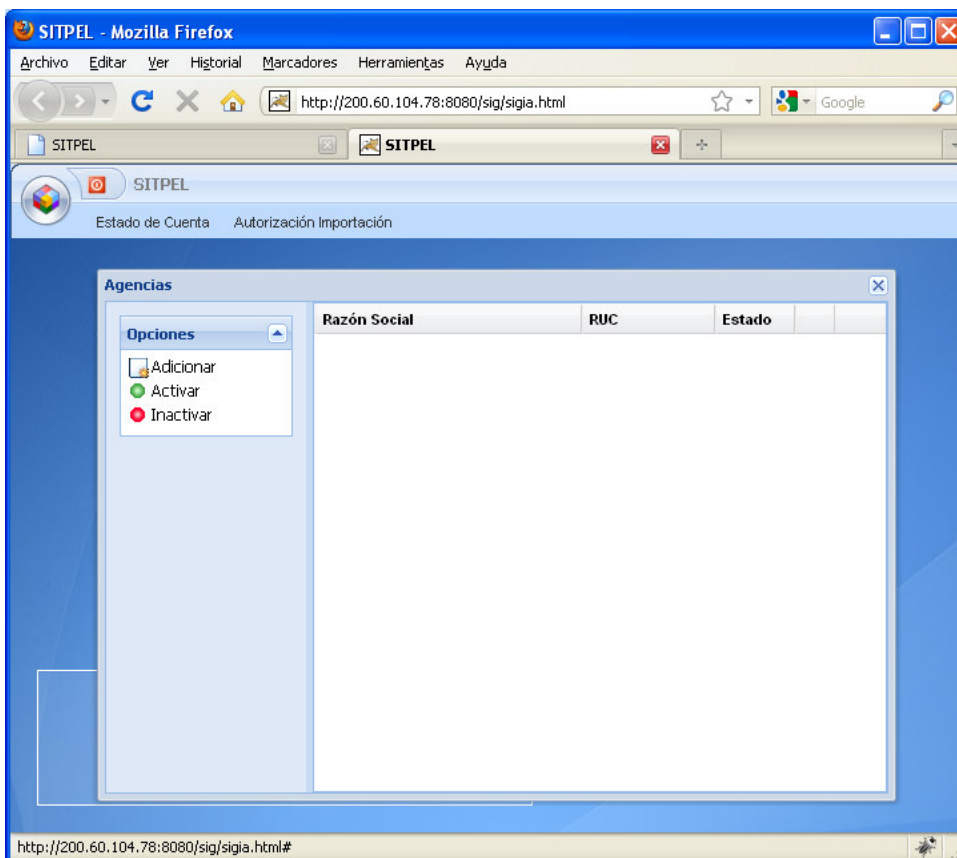 SITPEL - Mozilla Firefox
Archivo Editar Ver Historial Marcadores Herramientas Ayuda
http://200.60.104.78:8080/sig/sigia.html Google
SITPEL SITPEL
SITPEL
Estado de Cuenta Autorización Importación
Agencias
Opciones Razón Social RUC Estado
Adicionar
Activar
Inactivar
http://200.60.104.78:8080/sig/sigia.html#